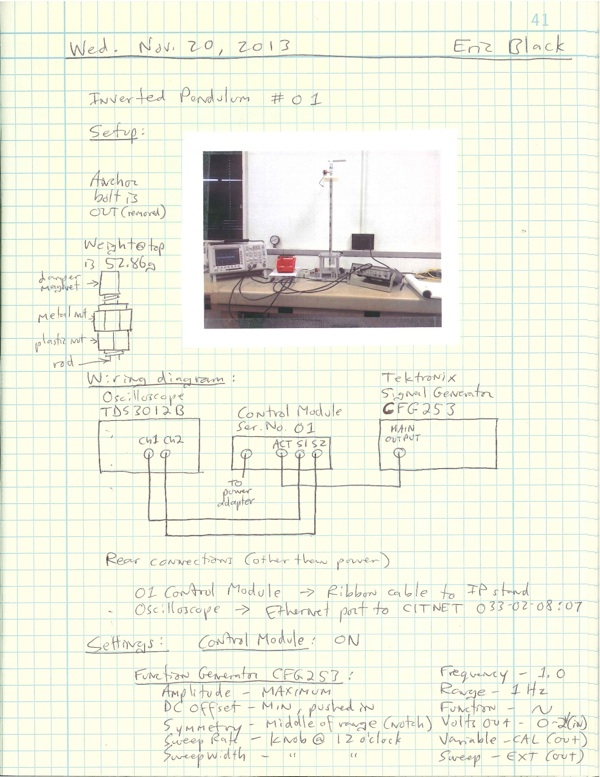 41
Wed. Nov. 20, 2013 Eric Black
Inverted Pendulum #01
Setup:
Anchor
bolt is
OUT (removed)
Weight @ top
is 52.86g
damper
magnet
metal nut
plastic nut
rod
Wiring diagram:
Oscilloscope
TDS3012B
Ch1 Ch2
Control Module
Ser. No. 01
ACT S1 S2
TO
power
adapter
Tektronix
Signal Generator
CFG253
MAIN
OUTPUT
Rear connections (other than power)
01 Control Module → Ribbon cable to IP stand
Oscilloscope → Ethernet port to CITNET 033-02-08:07
Settings: Control Module: ON
Function Generator CFG253:
Amplitude - MAXIMUM
DC Offset - MIN, pushed in
Symmetry - Middle of range (notch)
Sweep Rate - Knob @ 12 o'clock
Sweep Width - " "
Frequency - 1.0
Range - 1 Hz
Function - ~
Volts Out - 0-2 (in)
Variable - CAL (out)
Sweep - EXT (out)